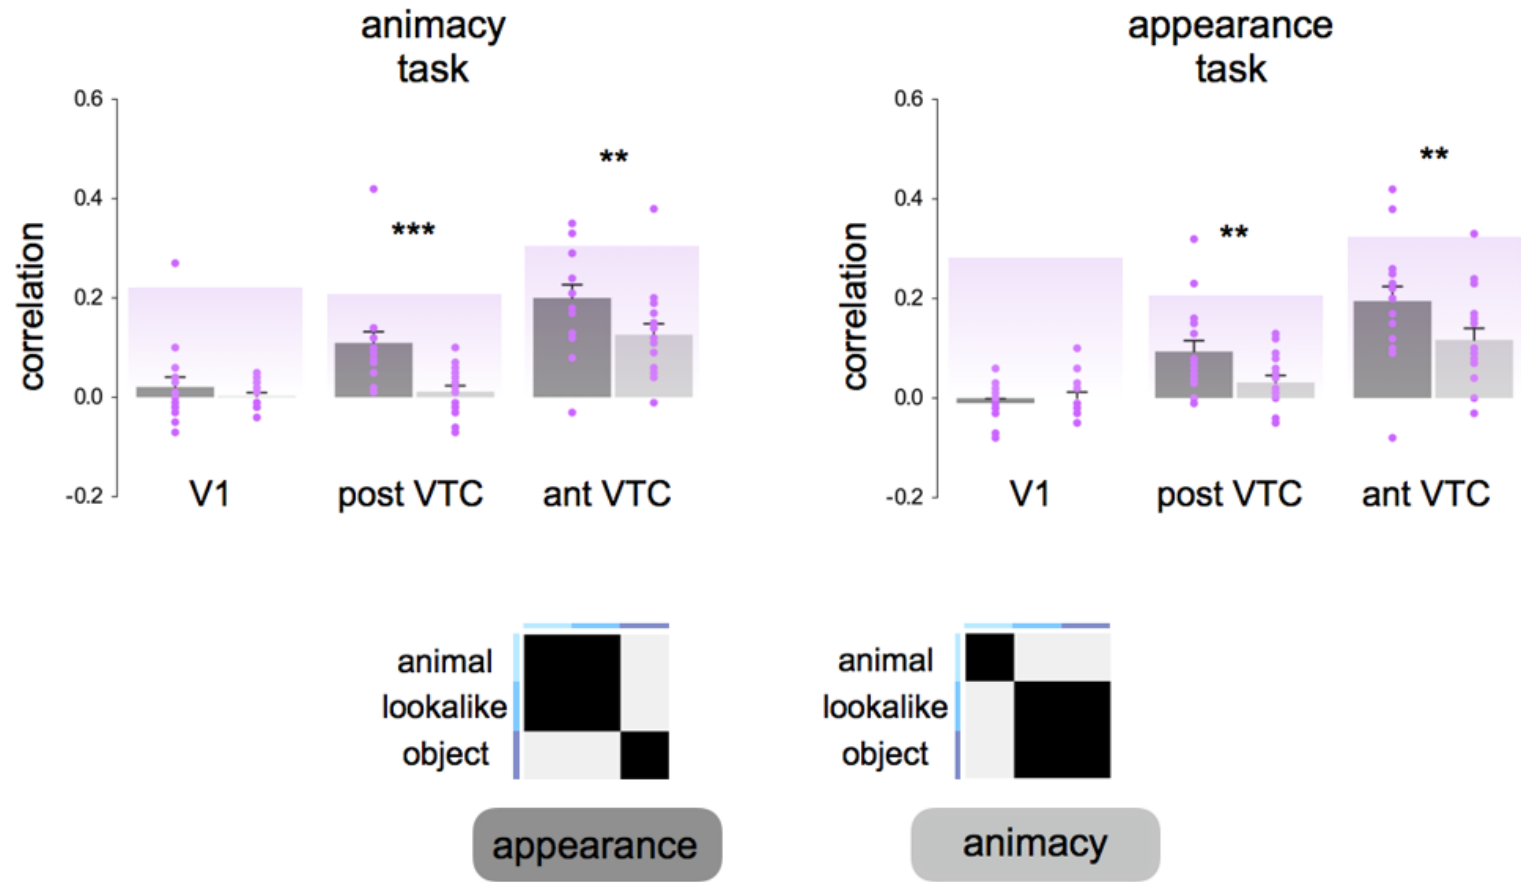 animacy
task
0.6
0.4
0.2
0.0
-0.2
correlation
**
***
V1
post VTC
ant VTC
appearance
task
0.6
0.4
0.2
0.0
-0.2
correlation
**
**
V1
post VTC
ant VTC
animal
lookalike
object
appearance
animal
lookalike
object
animacy